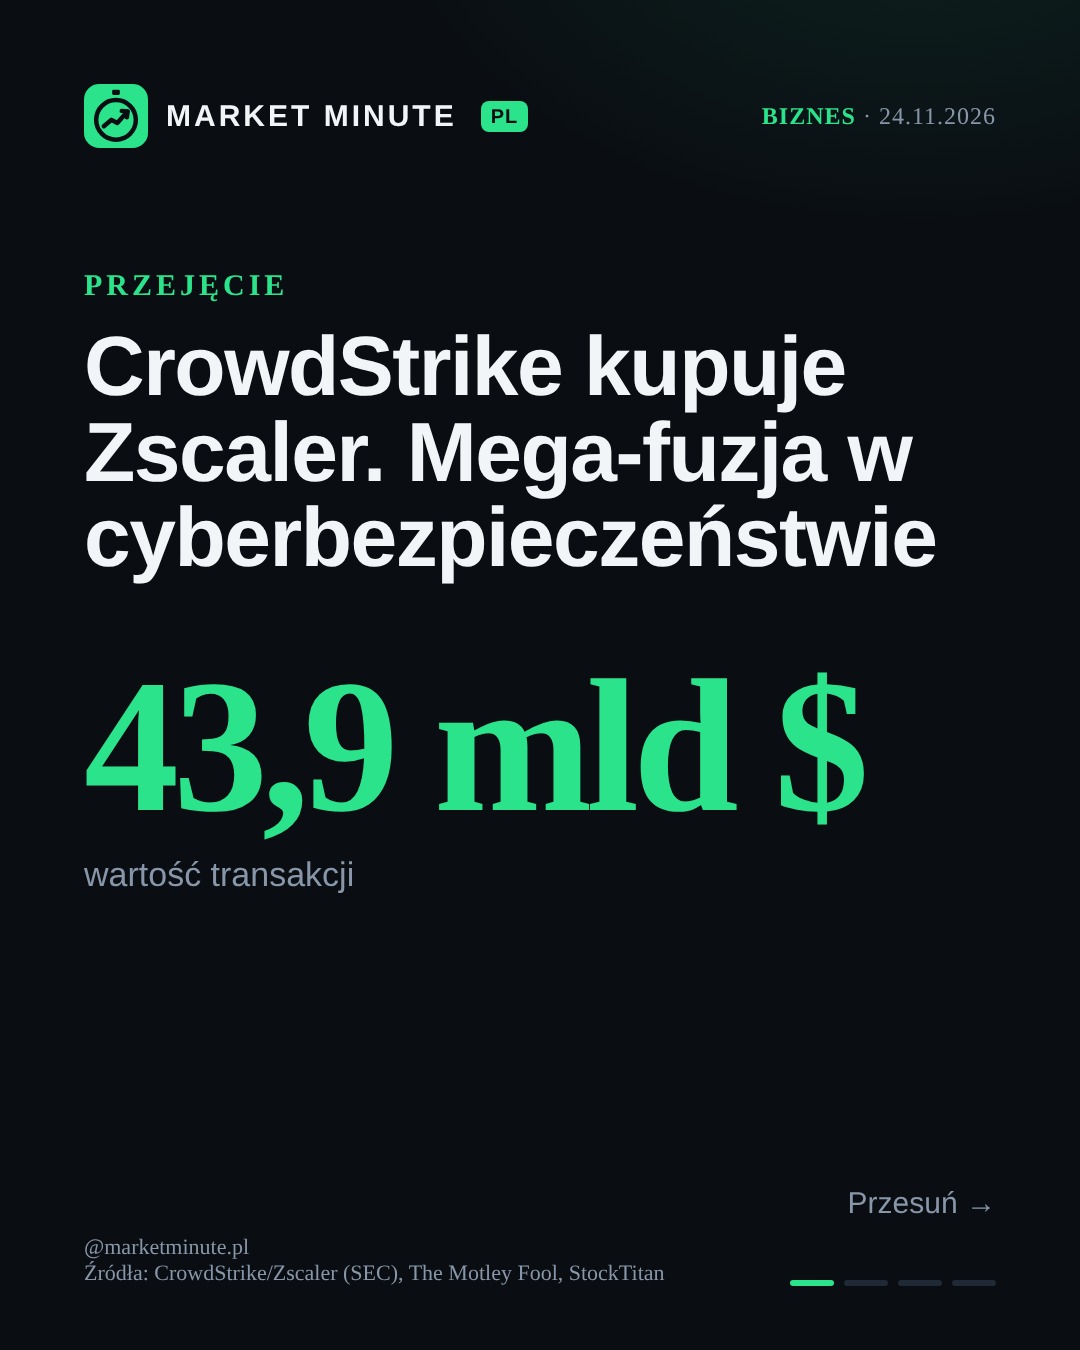 MARKET MINUTE PL
BIZNES · 24.11.2026
PRZEJĘCIE
CrowdStrike kupuje
Zscaler. Mega-fuzja w
cyberbezpieczeństwie
43,9 mld $
wartość transakcji
Przesuń →
@marketminute.pl
Źródła: CrowdStrike/Zscaler (SEC), The Motley Fool, StockTitan